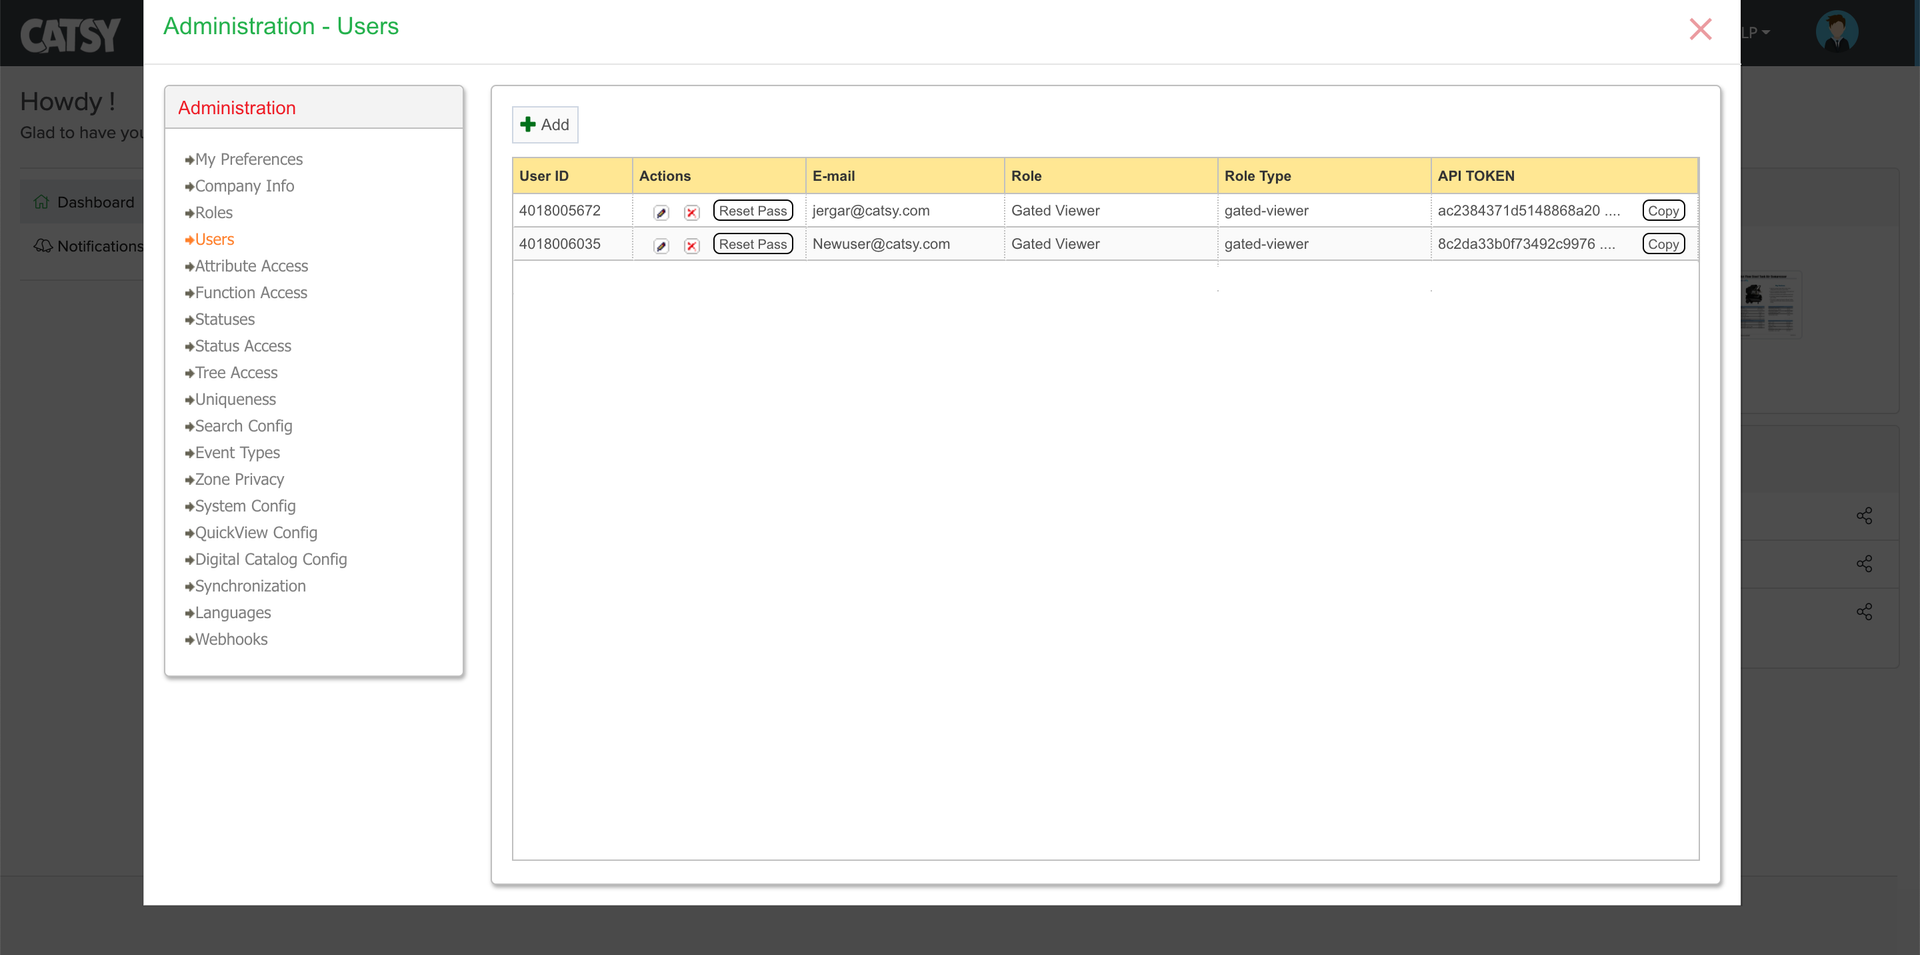 CATSY
Administration - Users
LP
Howdy !
Glad to have you
Dashboard
Notifications
Administration
My Preferences
Company Info
Roles
Users
Attribute Access
Function Access
Statuses
Status Access
Tree Access
Uniqueness
Search Config
Event Types
Zone Privacy
System Config
QuickView Config
Digital Catalog Config
Synchronization
Languages
Webhooks
Add
User ID Actions E-mail Role Role Type API TOKEN
4018005672 Reset Pass jergar@catsy.com Gated Viewer gated-viewer ac2384371d5148868a20 .... Copy
4018006035 Reset Pass Newuser@catsy.com Gated Viewer gated-viewer 8c2da33b0f73492c9976 .... Copy